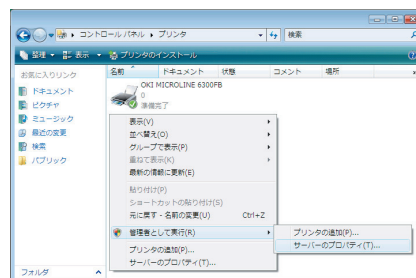 コントロール パネル ▸ プリンタ
検索
整理 表示 プリンタのインストール
お気に入りリンク
名前 ドキュメント 状態 コメント 場所
ドキュメント
ピクチャ
ミュージック
最近の変更
検索
パブリック
OKI MICROLINE 6300FB
0
準備完了
表示(V)
並べ替え(O)
グループで表示(P)
重ねて表示(K)
最新の情報に更新(E)
貼り付け(P)
ショートカットの貼り付け(S)
元に戻す - 名前の変更(U) Ctrl+Z
管理者として実行(R)
プリンタの追加(P)...
サーバーのプロパティ(T)...
プリンタの追加(P)...
サーバーのプロパティ(T)...
フォルダ